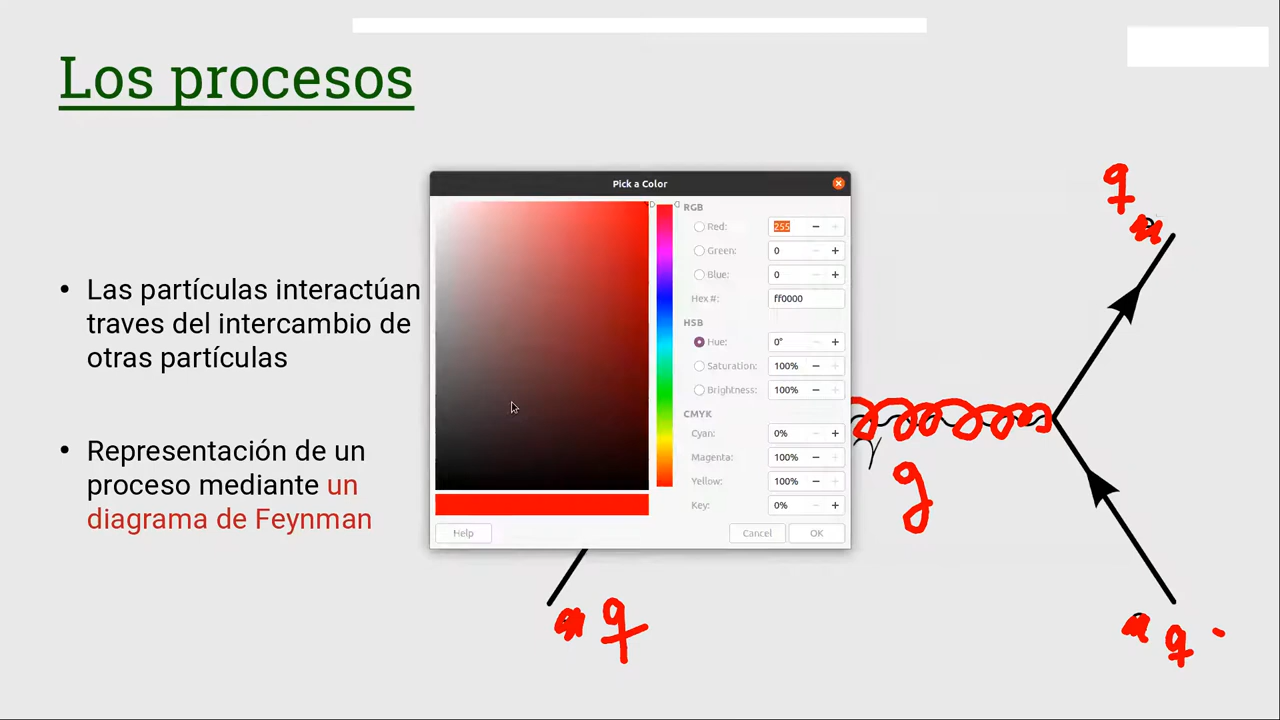 Los procesos
• Las partículas interactúan
traves del intercambio de
otras partículas
• Representación de un
proceso mediante un
diagrama de Feynman
Pick a Color
RGB
Red: 255
Green: 0
Blue: 0
Hex #: ff0000
HSB
Hue: 0°
Saturation: 100%
Brightness: 100%
CMYK
Cyan: 0%
Magenta: 100%
Yellow: 100%
Key: 0%
Help Cancel OK
q
γ
g
q
q